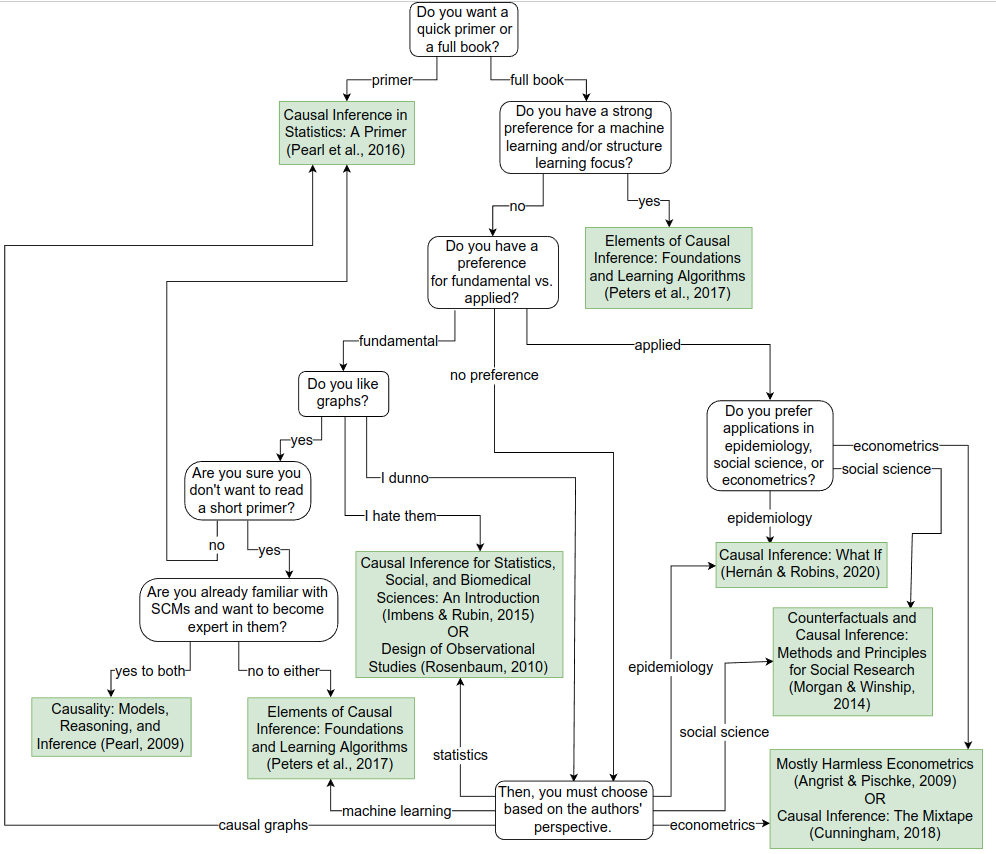 Do you want a
quick primer or
a full book?
primer
full book
Causal Inference in
Statistics: A Primer
(Pearl et al., 2016)
Do you have a strong
preference for a machine
learning and/or structure
learning focus?
no
yes
Do you have a
preference
for fundamental vs.
applied?
Elements of Causal
Inference: Foundations
and Learning Algorithms
(Peters et al., 2017)
fundamental
no preference
applied
Do you like
graphs?
Do you prefer
applications in
epidemiology,
social science, or
econometrics?
econometrics
social science
epidemiology
yes
I dunno
I hate them
Are you sure you
don't want to read
a short primer?
no
yes
Causal Inference: What If
(Hernán & Robins, 2020)
Causal Inference for Statistics,
Social, and Biomedical
Sciences: An Introduction
(Imbens & Rubin, 2015)
OR
Design of Observational
Studies (Rosenbaum, 2010)
Are you already familiar with
SCMs and want to become
expert in them?
Counterfactuals and
Causal Inference:
Methods and Principles
for Social Research
(Morgan & Winship,
2014)
yes to both
no to either
epidemiology
Causality: Models,
Reasoning, and
Inference (Pearl, 2009)
Elements of Causal
Inference: Foundations
and Learning Algorithms
(Peters et al., 2017)
social science
statistics
Mostly Harmless Econometrics
(Angrist & Pischke, 2009)
OR
Causal Inference: The Mixtape
(Cunningham, 2018)
Then, you must choose
based on the authors'
perspective.
machine learning
causal graphs
econometrics